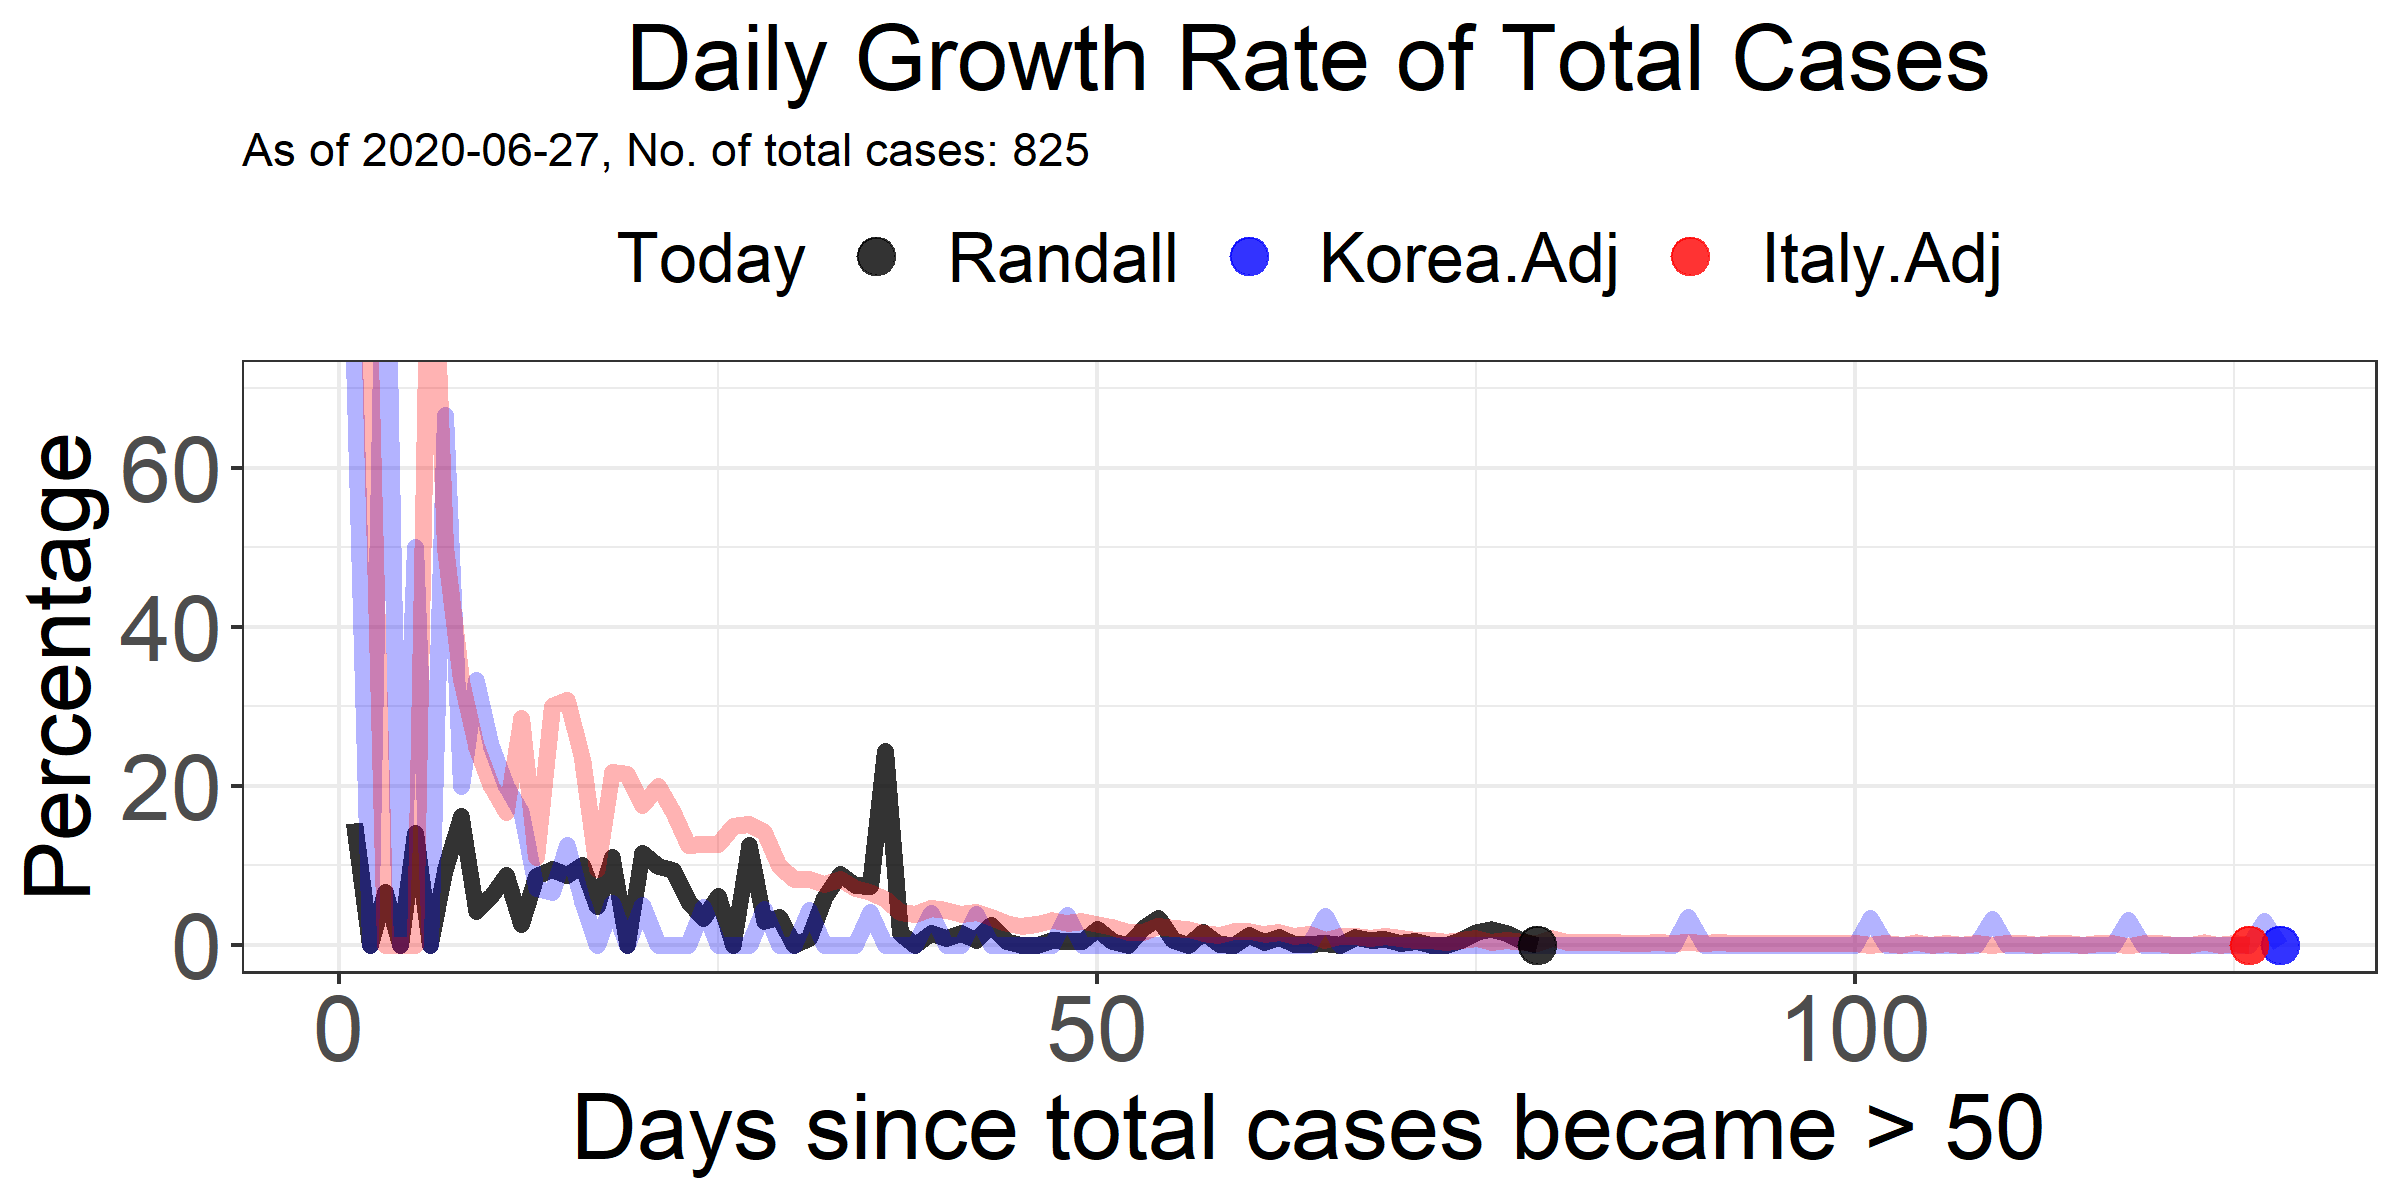 Daily Growth Rate of Total Cases
As of 2020-06-27, No. of total cases: 825
Today Randall Korea.Adj Italy.Adj
Percentage
60
40
20
0
0 50 100
Days since total cases became > 50